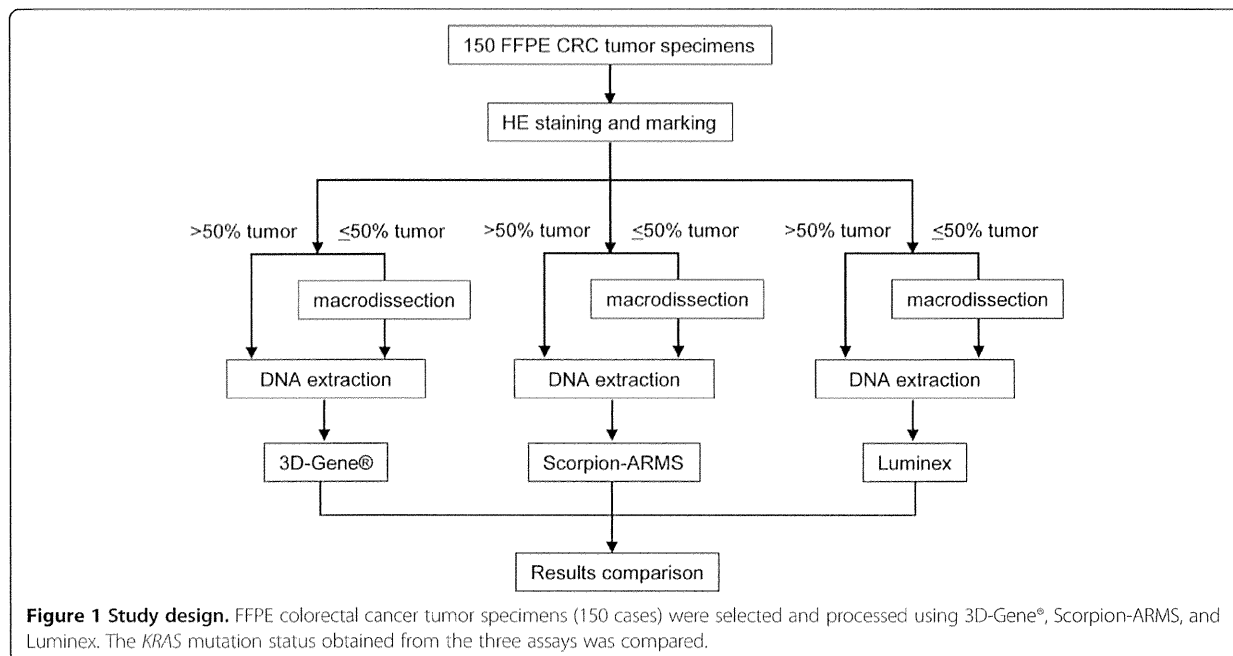 150 FFPE CRC tumor specimens
HE staining and marking
>50% tumor ≤50% tumor >50% tumor ≤50% tumor >50% tumor ≤50% tumor
macrodissection macrodissection macrodissection
DNA extraction DNA extraction DNA extraction
3D-Gene® Scorpion-ARMS Luminex
Results comparison
Figure 1 Study design. FFPE colorectal cancer tumor specimens (150 cases) were selected and processed using 3D-Gene®, Scorpion-ARMS, and
Luminex. The KRAS mutation status obtained from the three assays was compared.